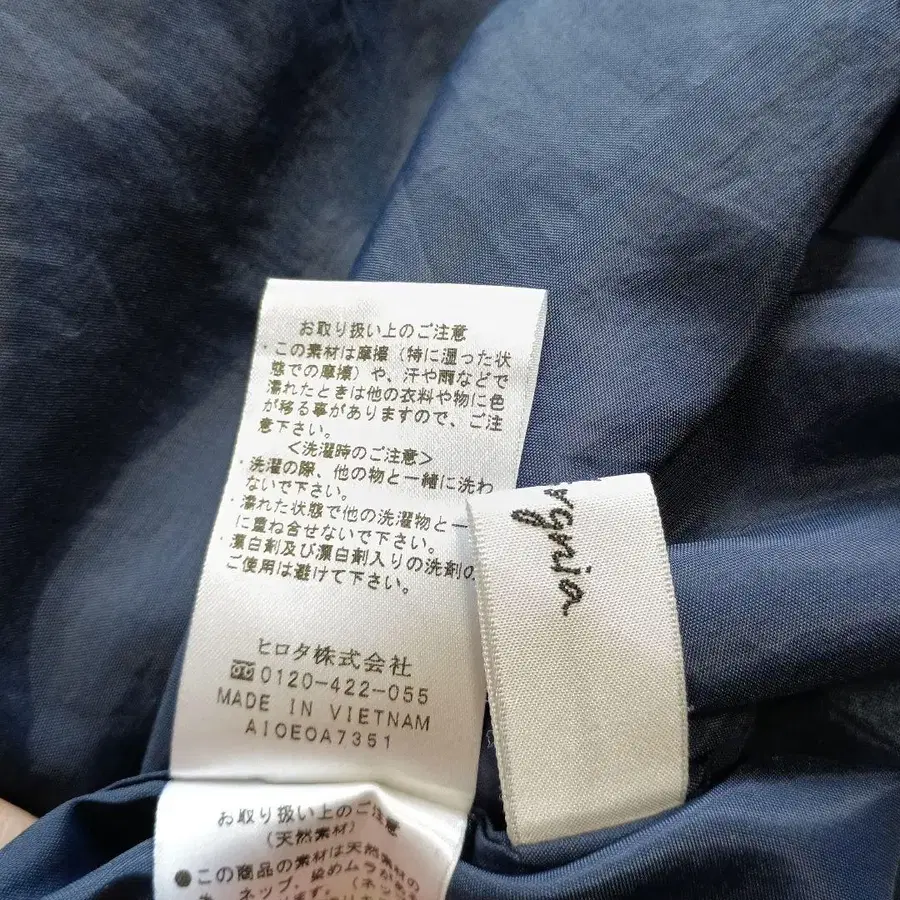 お取り扱い上のご注意
・この素材は摩擦（特に湿った状
態での摩擦）や、汗や雨などで
濡れたときは他の衣料や物に色
が移る事がありますので、ご注
意下さい。
＜洗濯時のご注意＞
・洗濯の際、他の物と一緒に洗わ
ないで下さい。
・濡れた状態で他の洗濯物と一
に重ね合せないで下さい。
・漂白剤及び漂白剤入りの洗剤の
ご使用は避けて下さい。
ヒロタ株式会社
0120-422-055
MADE IN VIETNAM
A10E0A7351
お取り扱い上のご注意
（天然素材）
●この商品の素材は天然素材の
ネップ、染めムラが